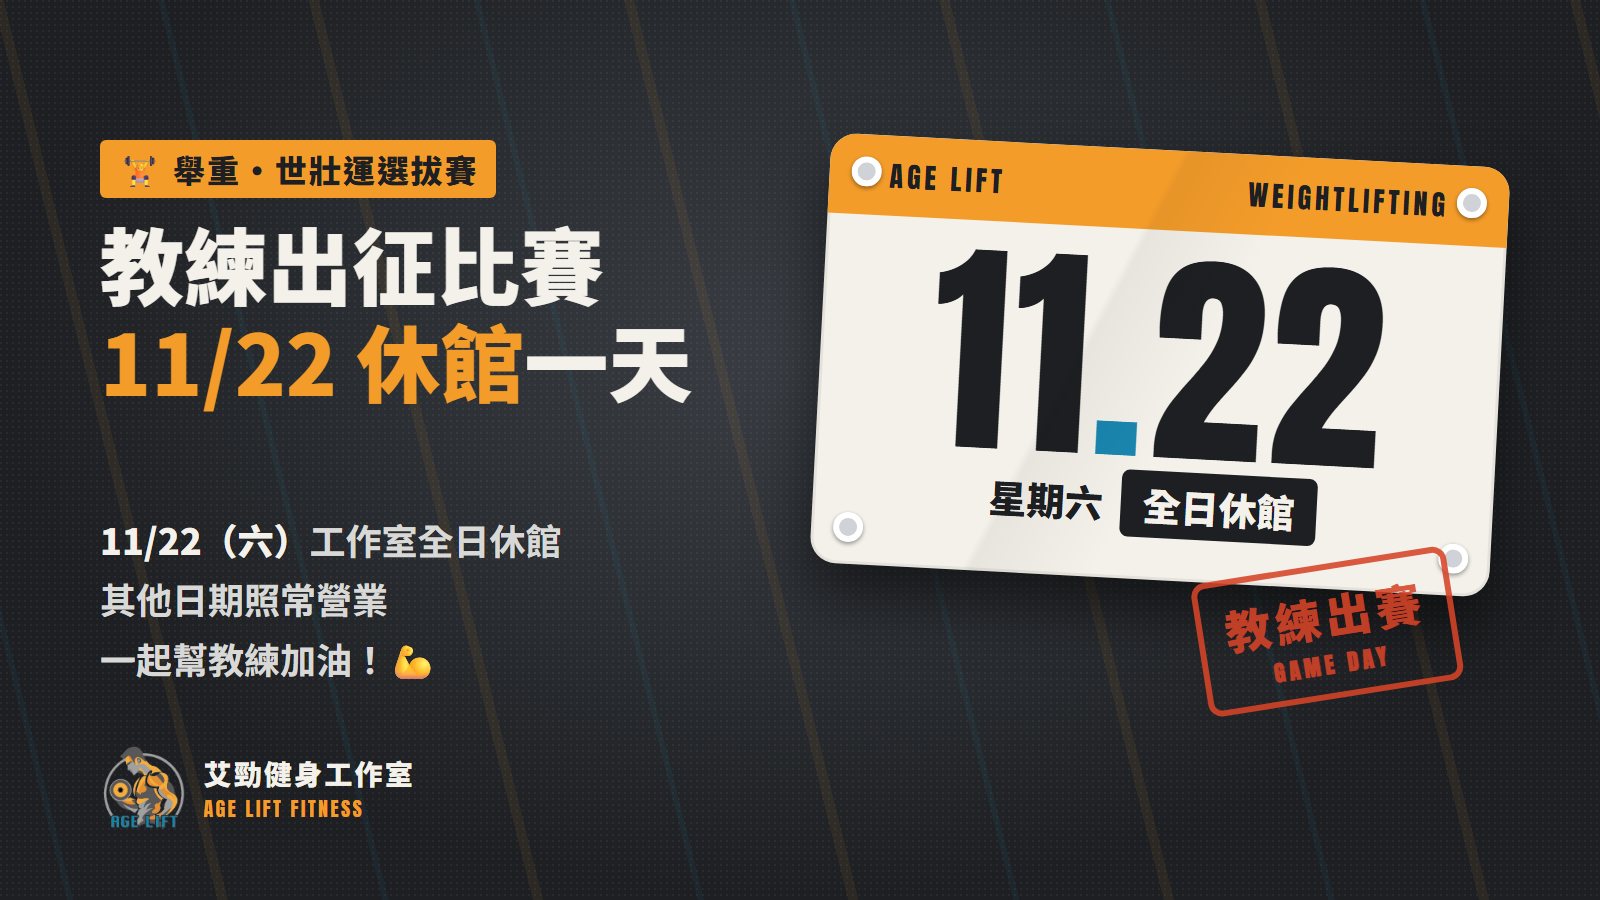 舉重・世壯運選拔賽
教練出征比賽
11/22 休館一天
11/22（六）工作室全日休館
其他日期照常營業
一起幫教練加油！💪
AGE LIFT
艾勁健身工作室
AGE LIFT FITNESS
AGE LIFT
WEIGHTLIFTING
11.22
星期六
全日休館
教練出賽
GAME DAY